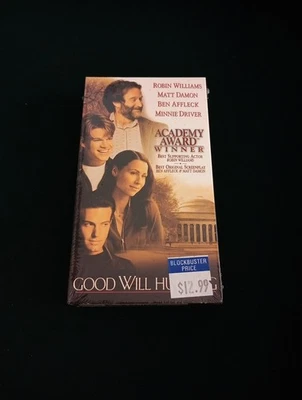 ROBIN WILLIAMS
MATT DAMON
BEN AFFLECK
MINNIE DRIVER
ACADEMY
AWARD
WINNER
BEST SUPPORTING ACTOR
ROBIN WILLIAMS
BEST ORIGINAL SCREENPLAY
BEN AFFLECK & MATT DAMON
BLOCKBUSTER
PRICE
$12.99
GOOD WILL HU G